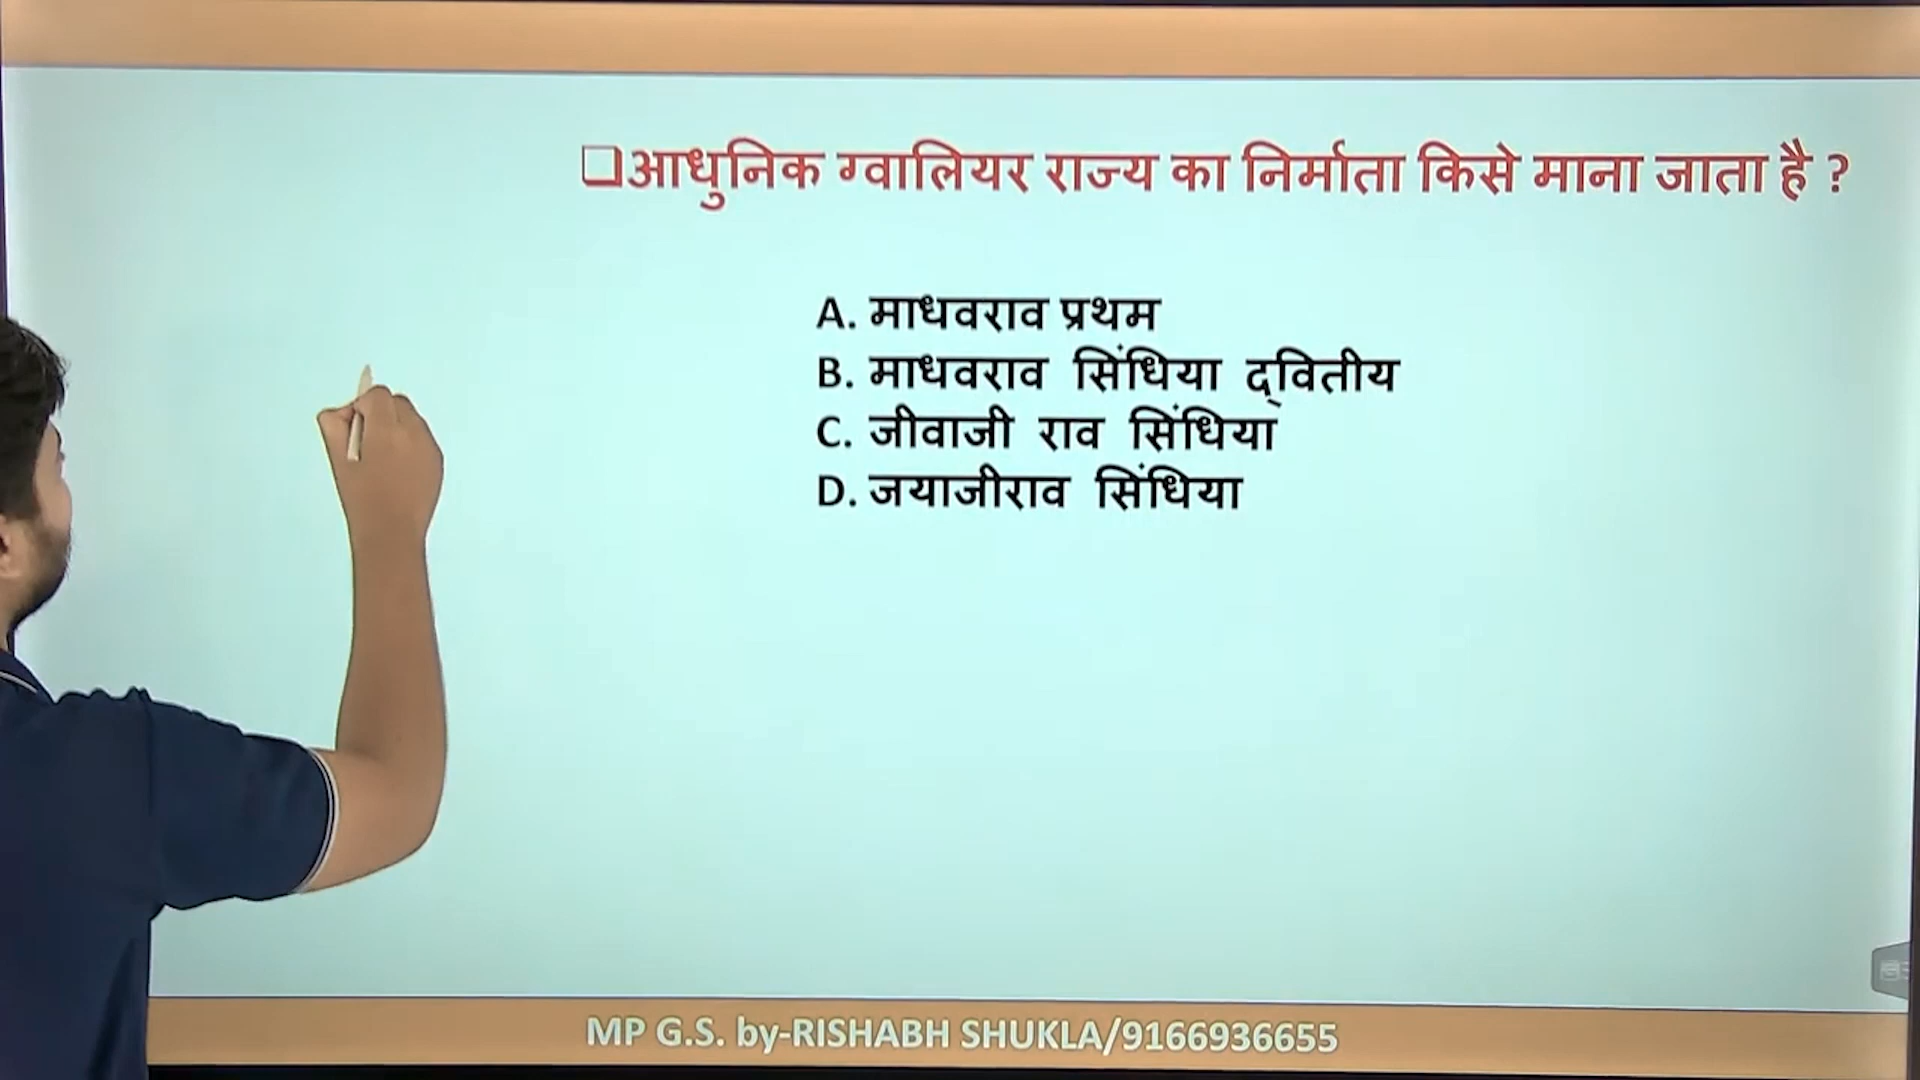 ❑आधुनिक ग्वालियर राज्य का निर्माता किसे माना जाता है ?
A. माधवराव प्रथम
B. माधवराव सिंधिया द्वितीय
C. जीवाजी राव सिंधिया
D. जयाजीराव सिंधिया
MP G.S. by-RISHABH SHUKLA/9166936655